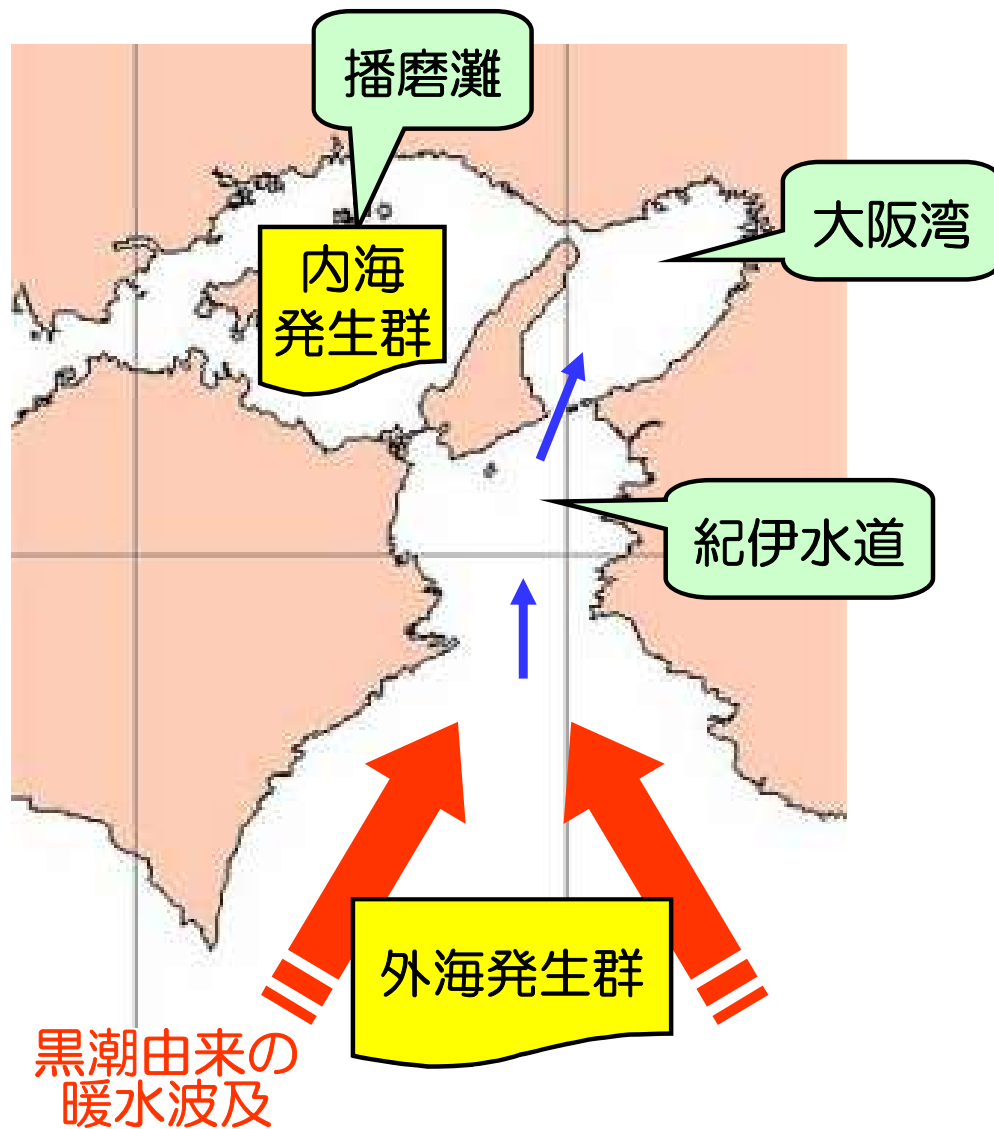 播磨灘
大阪湾
内海
発生群
紀伊水道
外海発生群
黒潮由来の
暖水波及